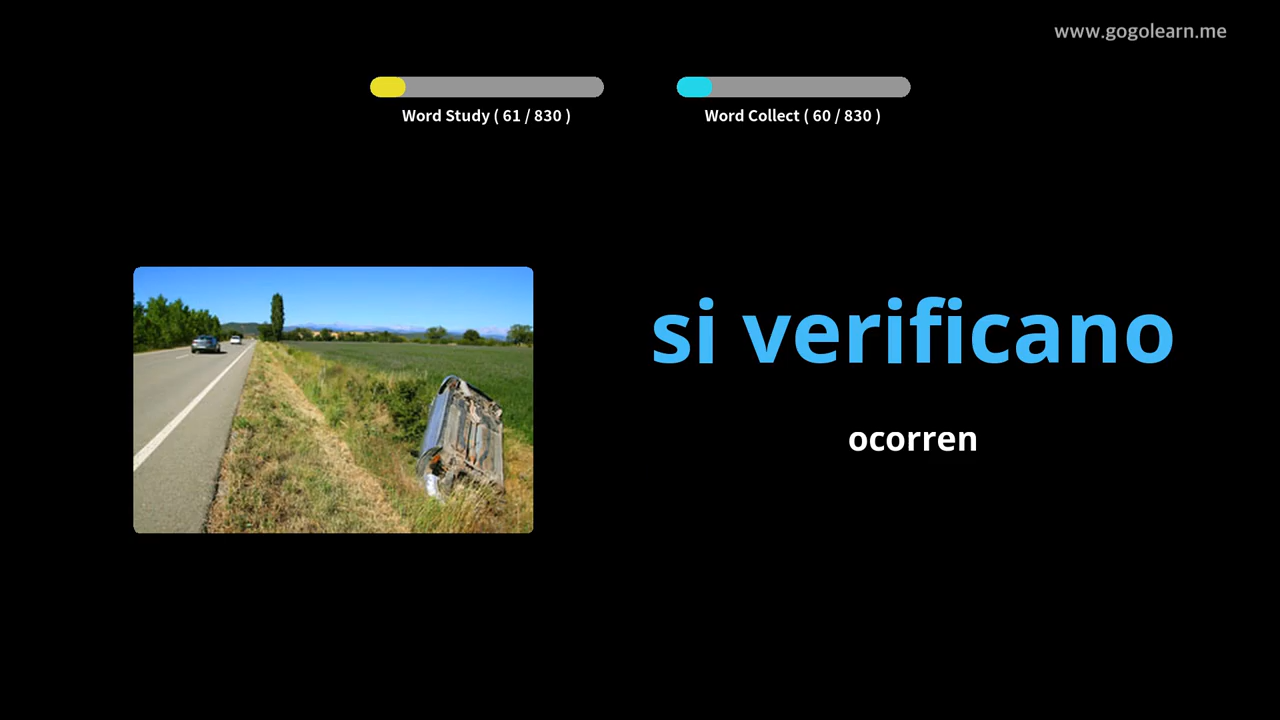 www.gogolearn.me
Word Study ( 61 / 830 )
Word Collect ( 60 / 830 )
si verificano
ocorren